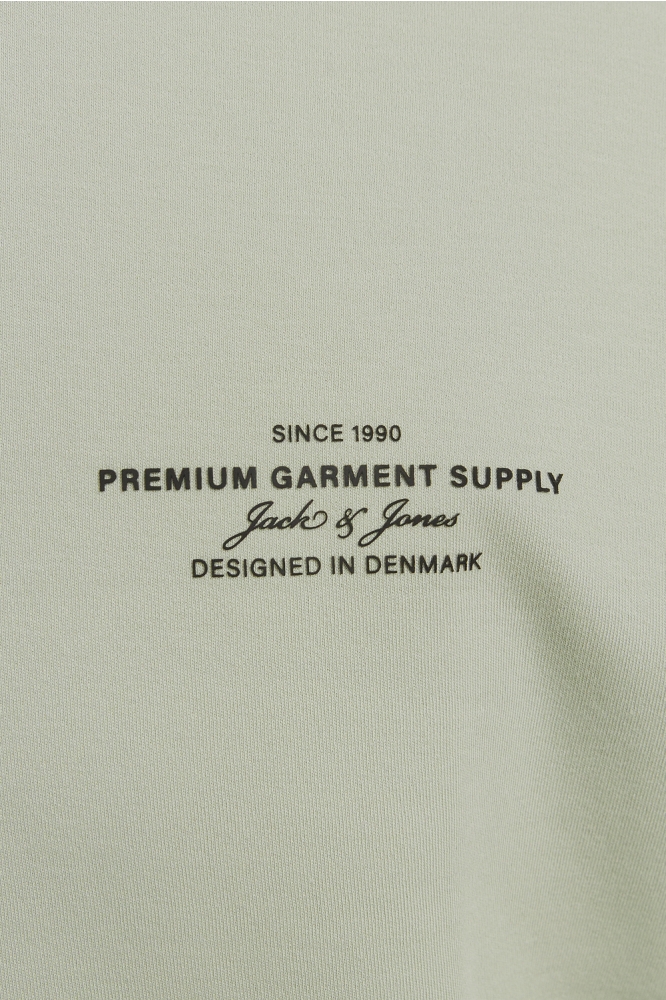 SINCE 1990
PREMIUM GARMENT SUPPLY
Jack & Jones
DESIGNED IN DENMARK